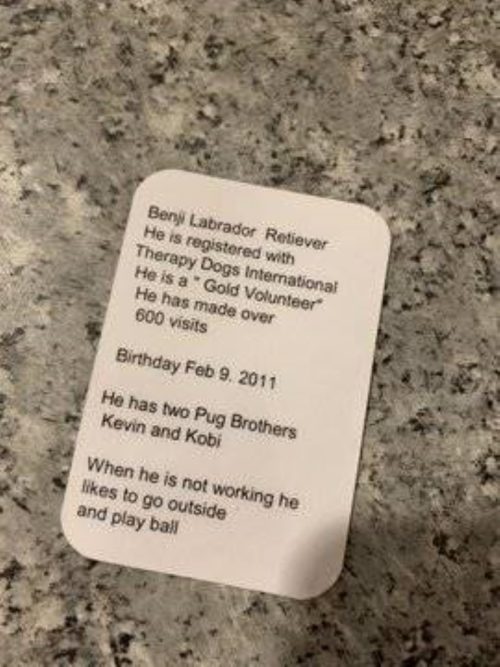 Benji Labrador Retiever
He is registered with
Therapy Dogs International
He is a " Gold Volunteer"
He has made over
600 visits
Birthday Feb 9. 2011
He has two Pug Brothers
Kevin and Kobi
When he is not working he
likes to go outside
and play ball